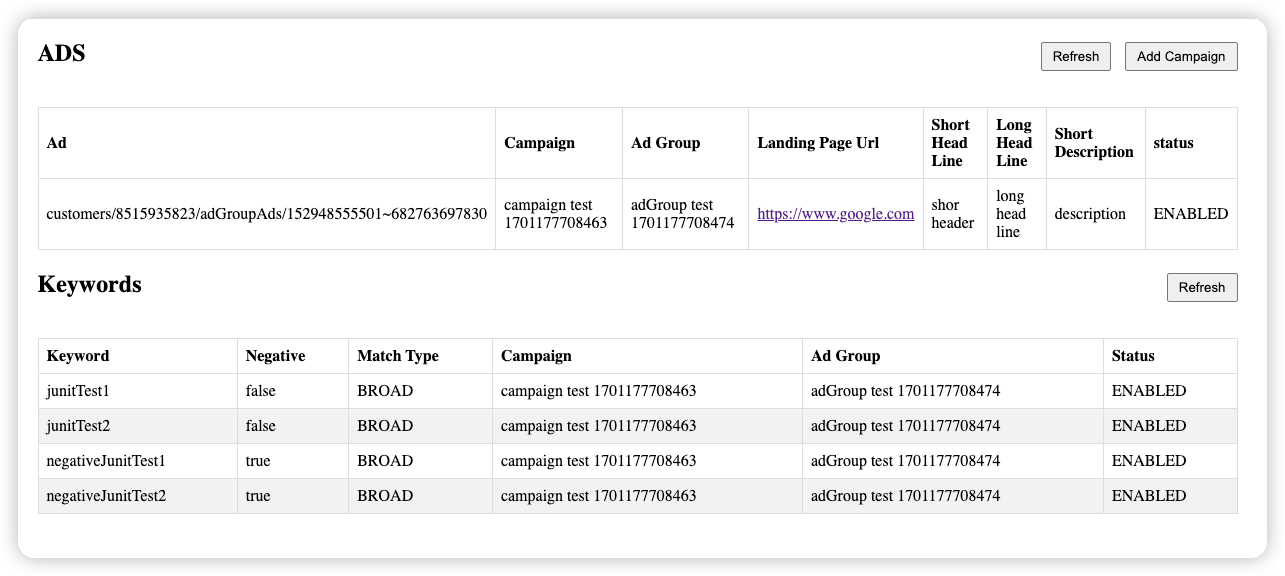 ADS
Refresh
Add Campaign
Ad
Campaign
Ad Group
Landing Page Url
Short
Head
Line
Long
Head
Line
Short
Description
status
customers/8515935823/adGroupAds/152948555501~682763697830
campaign test
1701177708463
adGroup test
1701177708474
https://www.google.com
shor
header
long
head
line
description
ENABLED
Keywords
Refresh
Keyword Negative Match Type Campaign Ad Group Status
junitTest1 false BROAD campaign test 1701177708463 adGroup test 1701177708474 ENABLED
junitTest2 false BROAD campaign test 1701177708463 adGroup test 1701177708474 ENABLED
negativeJunitTest1 true BROAD campaign test 1701177708463 adGroup test 1701177708474 ENABLED
negativeJunitTest2 true BROAD campaign test 1701177708463 adGroup test 1701177708474 ENABLED